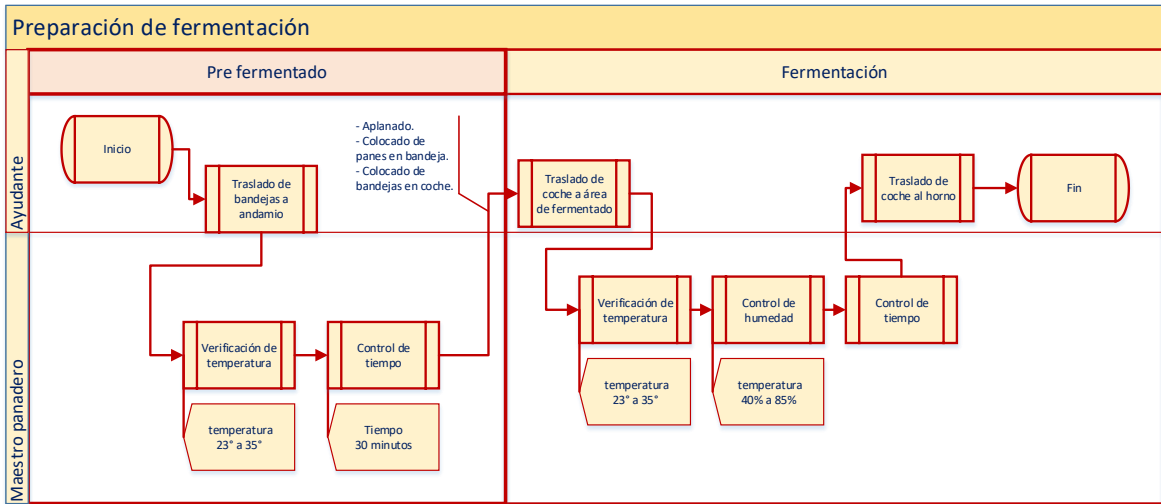 Preparación de fermentación
Pre fermentado
Fermentación
Ayudante
Inicio
Traslado de
bandejas a
andamio
- Aplanado.
- Colocado de
panes en bandeja.
- Colocado de
bandejas en coche.
Traslado de
coche a área
de fermentado
Traslado de
coche al horno
Fin
Maestro panadero
Verificación de
temperatura
Control de
tiempo
temperatura
23° a 35°
Tiempo
30 minutos
Verificación de
temperatura
Control de
humedad
Control de
tiempo
temperatura
23° a 35°
temperatura
40% a 85%